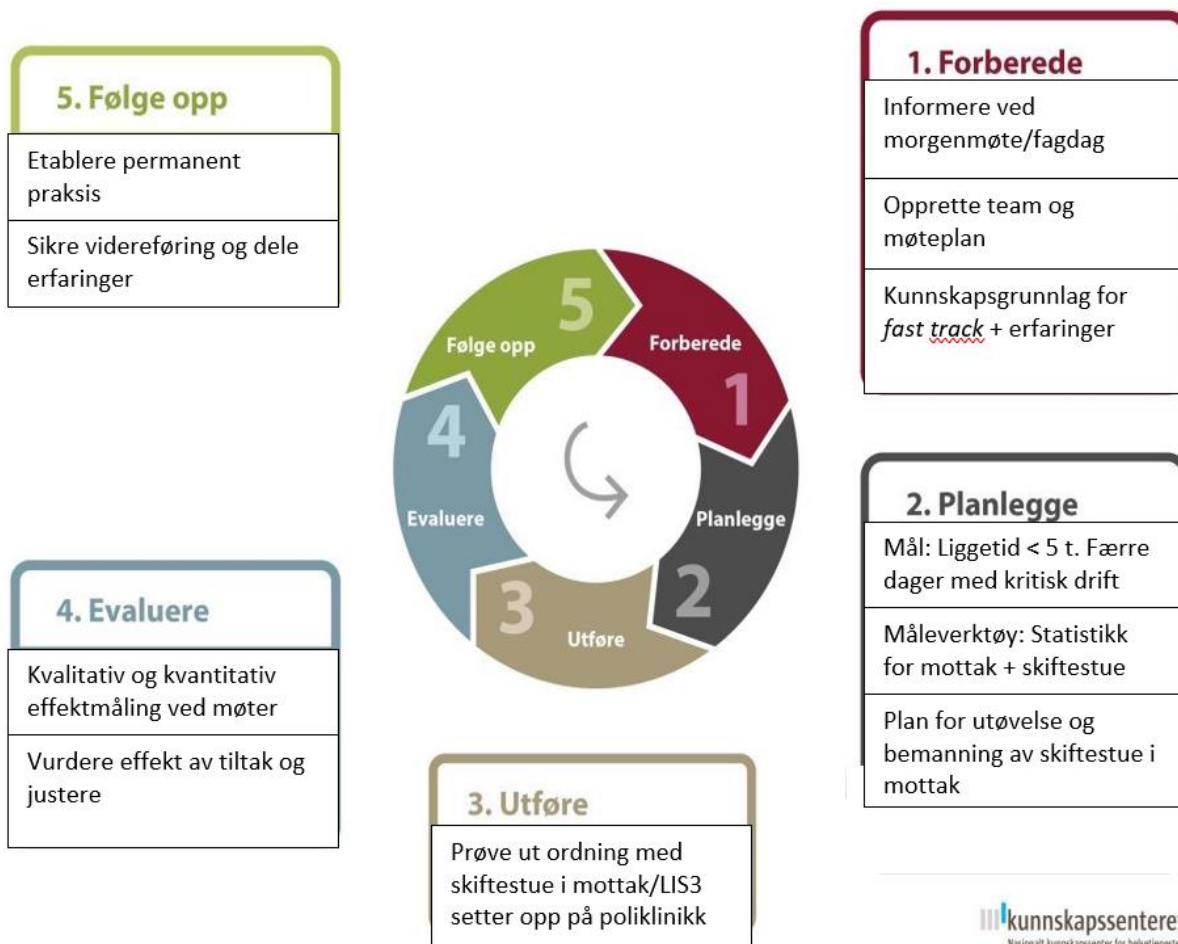 1. Forberede
Informere ved
morgenmøte/fagdag
Opprette team og
møteplan
Kunnskapsgrunnlag for
fast track + erfaringer
2. Planlegge
Mål: Liggetid < 5 t. Færre
dager med kritisk drift
Måleverktøy: Statistikk
for mottak + skiftestue
Plan for utøvelse og
bemanning av skiftestue i
mottak
3. Utføre
Prøve ut ordning med
skiftestue i mottak/LIS3
setter opp på poliklinikk
4. Evaluere
Kvalitativ og kvantitativ
effektmåling ved møter
Vurdere effekt av tiltak og
justere
5. Følge opp
Etablere permanent
praksis
Sikre videreføring og dele
erfaringer
Forberede
1
Planlegge
2
Utføre
3
Evaluere
4
Følge opp
5
kunnskapssenteret
Nasjonalt kunnskapssenter for